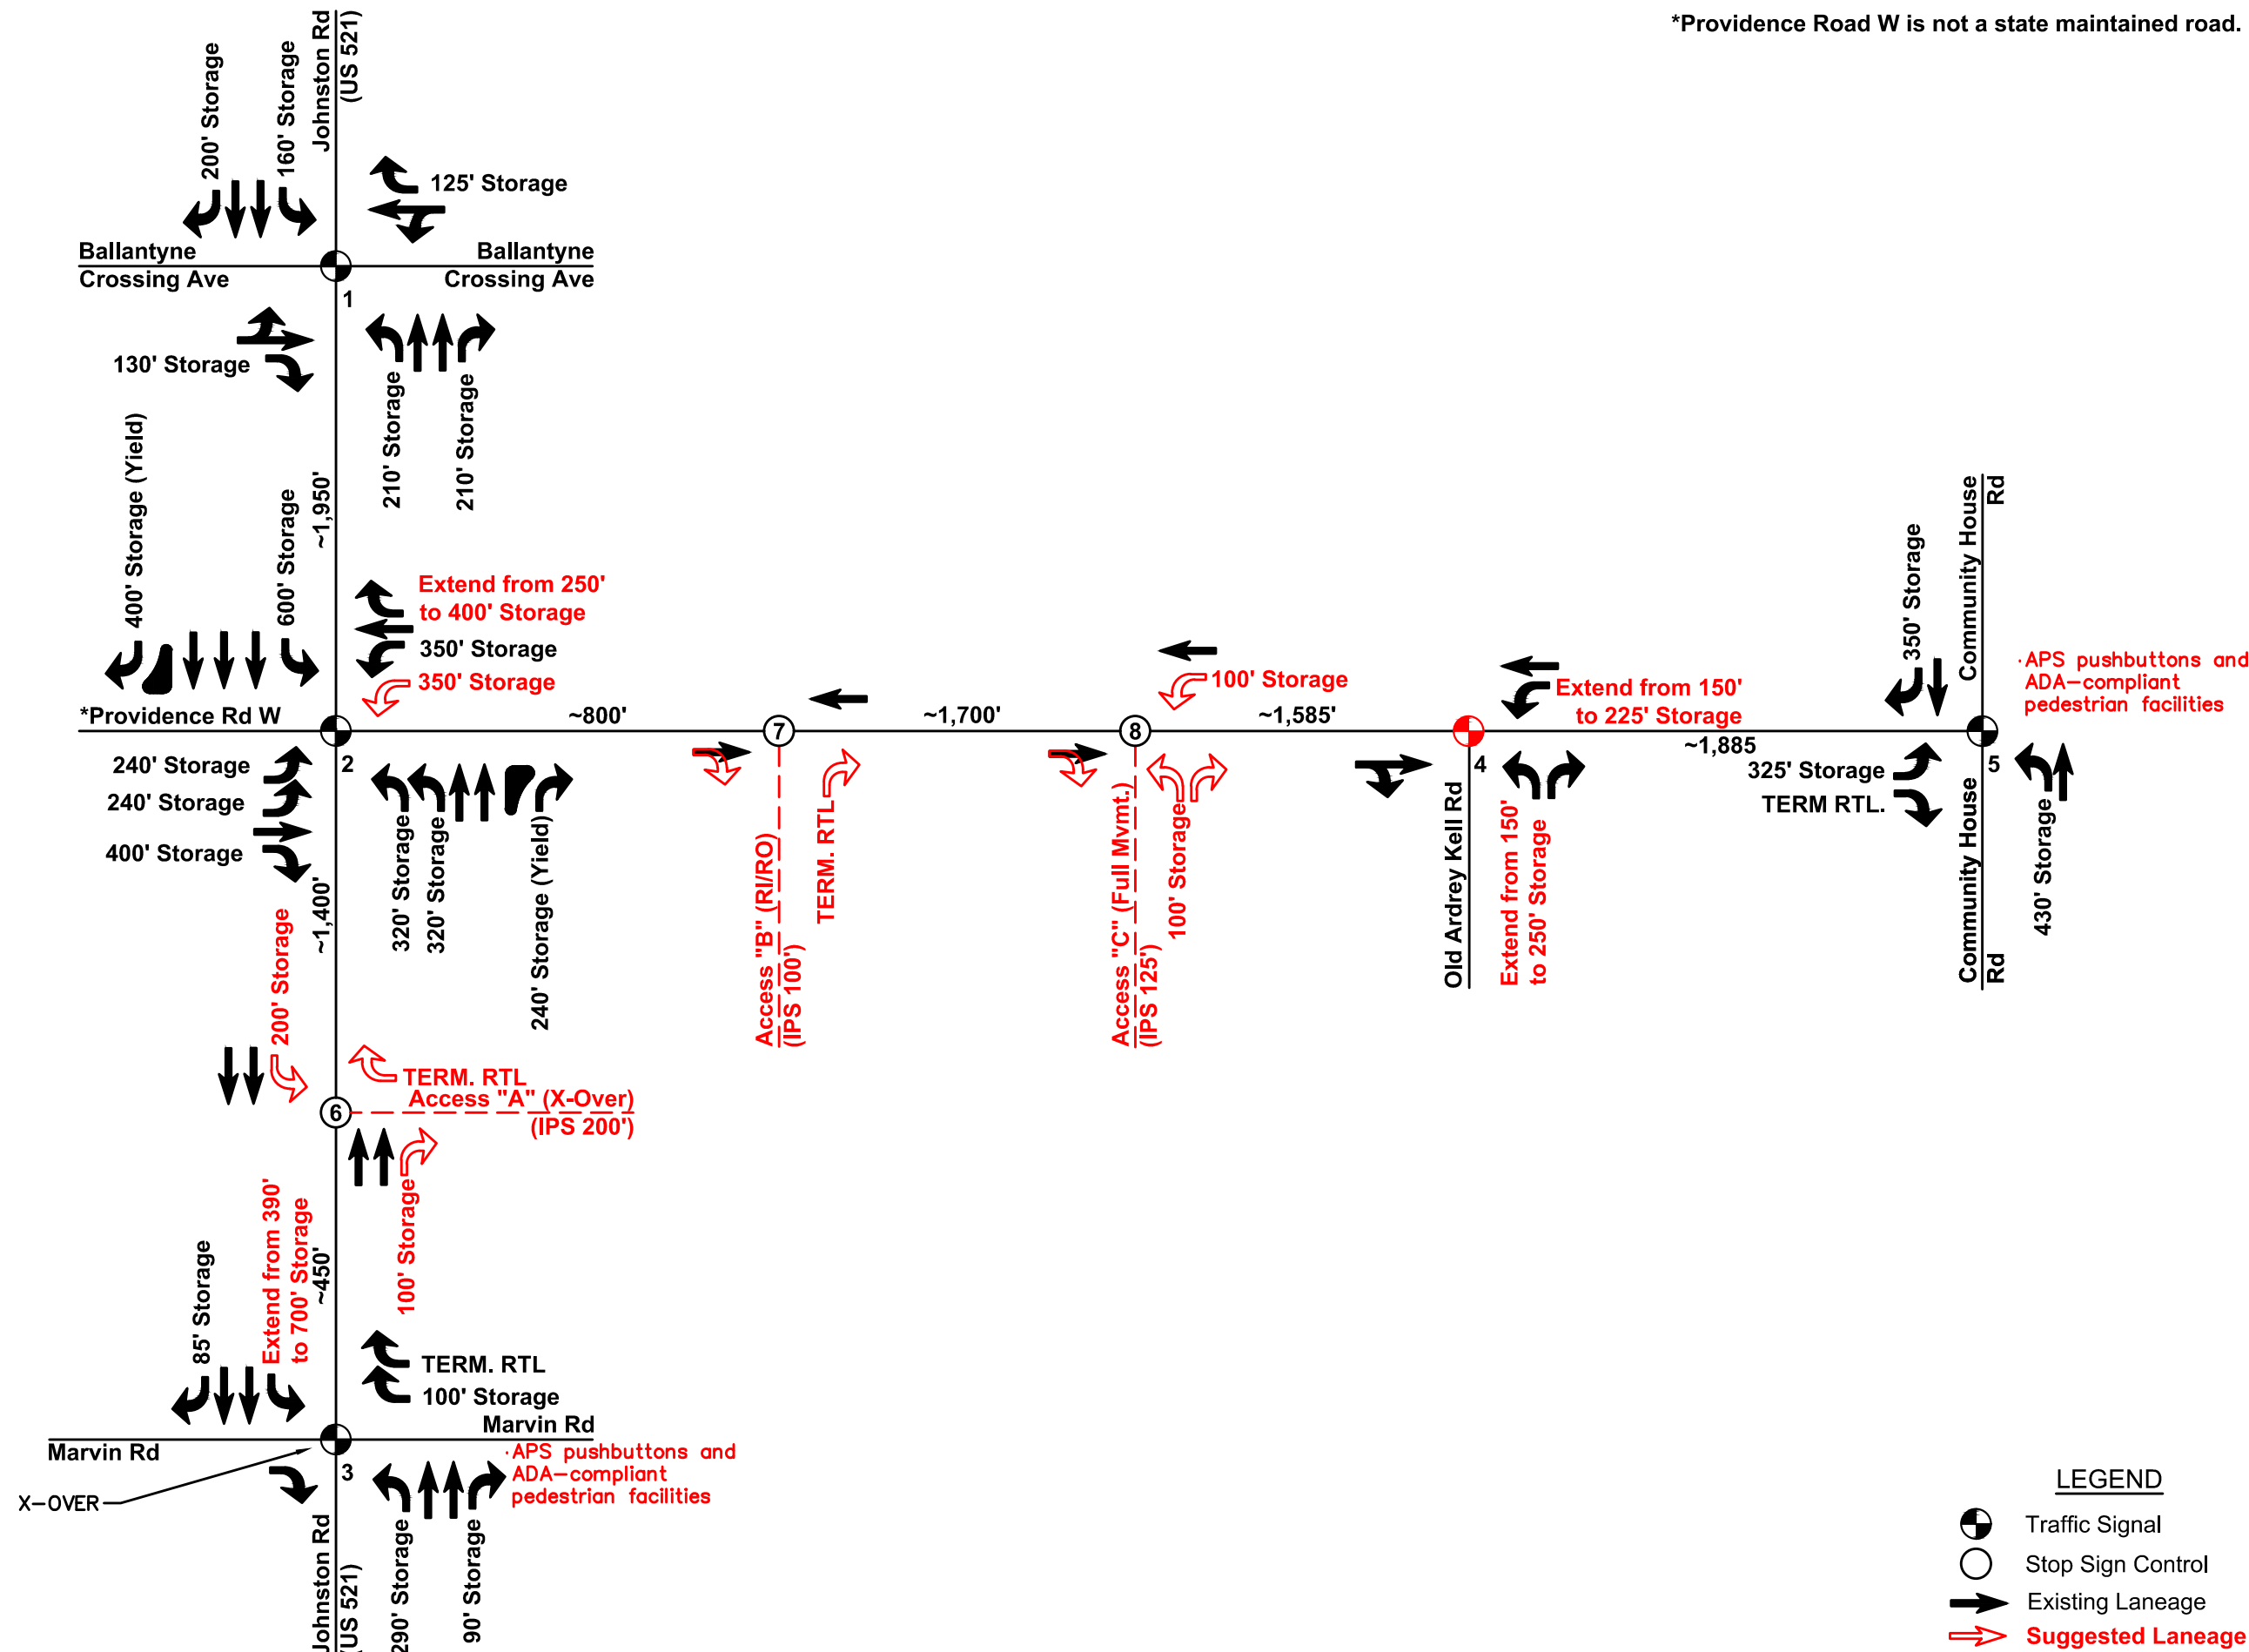 *Providence Road W is not a state maintained road.
Johnston Rd
(US 521)
200' Storage
160' Storage
125' Storage
Ballantyne
Crossing Ave
Ballantyne
Crossing Ave
1
130' Storage
210' Storage
210' Storage
~1,950'
400' Storage (Yield)
600' Storage
Extend from 250'
to 400' Storage
350' Storage
350' Storage
*Providence Rd W
2
240' Storage
240' Storage
400' Storage
320' Storage
320' Storage
240' Storage (Yield)
~800'
7
Access "B" (RI/RO)
(IPS 100')
TERM. RTL
~1,700'
8
100' Storage
Access "C" (Full Mvmt.)
(IPS 125')
100' Storage
~1,585'
4
Extend from 150'
to 225' Storage
Old Ardrey Kell Rd
Extend from 150'
to 250' Storage
~1,885
350' Storage
Community House
Rd
·APS pushbuttons and
ADA-compliant
pedestrian facilities
5
325' Storage
TERM RTL.
Community House
Rd
430' Storage
~1,400'
200' Storage
TERM. RTL
Access "A" (X-Over)
(IPS 200')
6
100' Storage
~450'
85' Storage
Extend from 390'
to 700' Storage
TERM. RTL
100' Storage
Marvin Rd
Marvin Rd
3
·APS pushbuttons and
ADA-compliant
pedestrian facilities
X-OVER
Johnston Rd
(US 521)
290' Storage
90' Storage
LEGEND
Traffic Signal
Stop Sign Control
Existing Laneage
Suggested Laneage